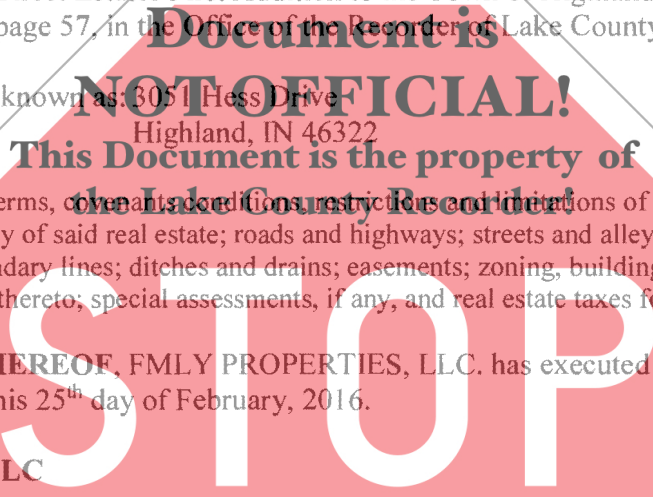 page 57, in the Office of the Recorder of Lake County
Document is
known as: 3051 Hess Drive
NOT OFFICIAL!
Highland, IN 46322
This Document is the property of
the Lake County Recorder!
erms, covenants conditions, restrictions and limitations of
y of said real estate; roads and highways; streets and alley
ndary lines; ditches and drains; easements; zoning, building
thereto; special assessments, if any, and real estate taxes f
STOP
HEREOF, FMLY PROPERTIES, LLC. has executed
his 25th day of February, 2016.
LC